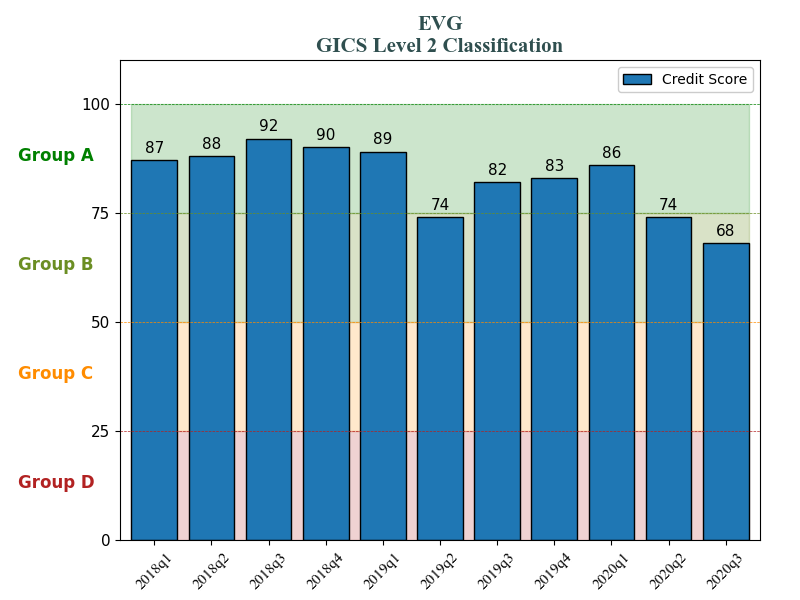 EVG
GICS Level 2 Classification
Credit Score
100
Group A
87
88
92
90
89
74
82
83
86
74
68
75
Group B
50
Group C
25
Group D
0
2018q1
2018q2
2018q3
2018q4
2019q1
2019q2
2019q3
2019q4
2020q1
2020q2
2020q3